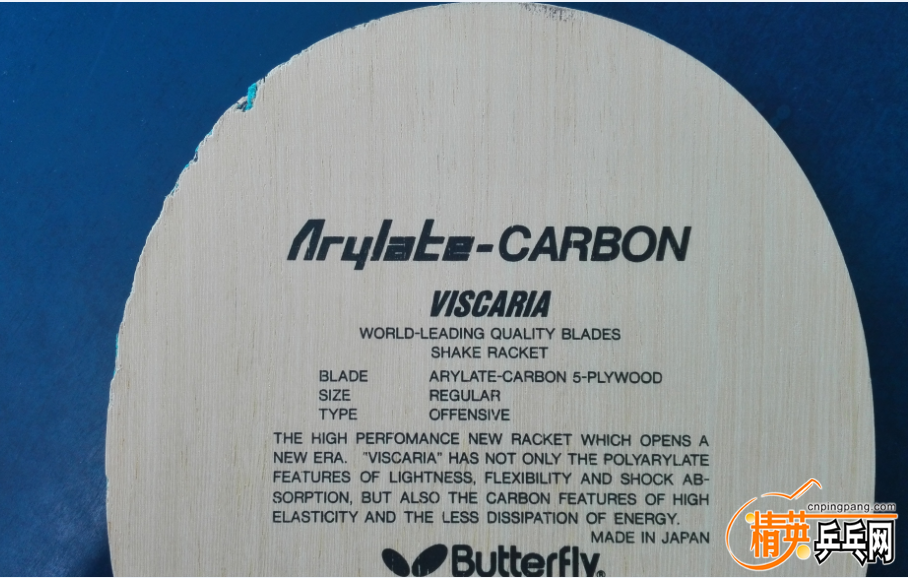 Arylate-CARBON
VISCARIA
WORLD-LEADING QUALITY BLADES
SHAKE RACKET
BLADE ARYLATE-CARBON 5-PLYWOOD
SIZE REGULAR
TYPE OFFENSIVE
THE HIGH PERFOMANCE NEW RACKET WHICH OPENS A
NEW ERA. "VISCARIA" HAS NOT ONLY THE POLYARYLATE
FEATURES OF LIGHTNESS, FLEXIBILITY AND SHOCK AB-
SORPTION, BUT ALSO THE CARBON FEATURES OF HIGH
ELASTICITY AND THE LESS DISSIPATION OF ENERGY.
MADE IN JAPAN
Butterfly®
cnpingpang.com
精英乒乓网